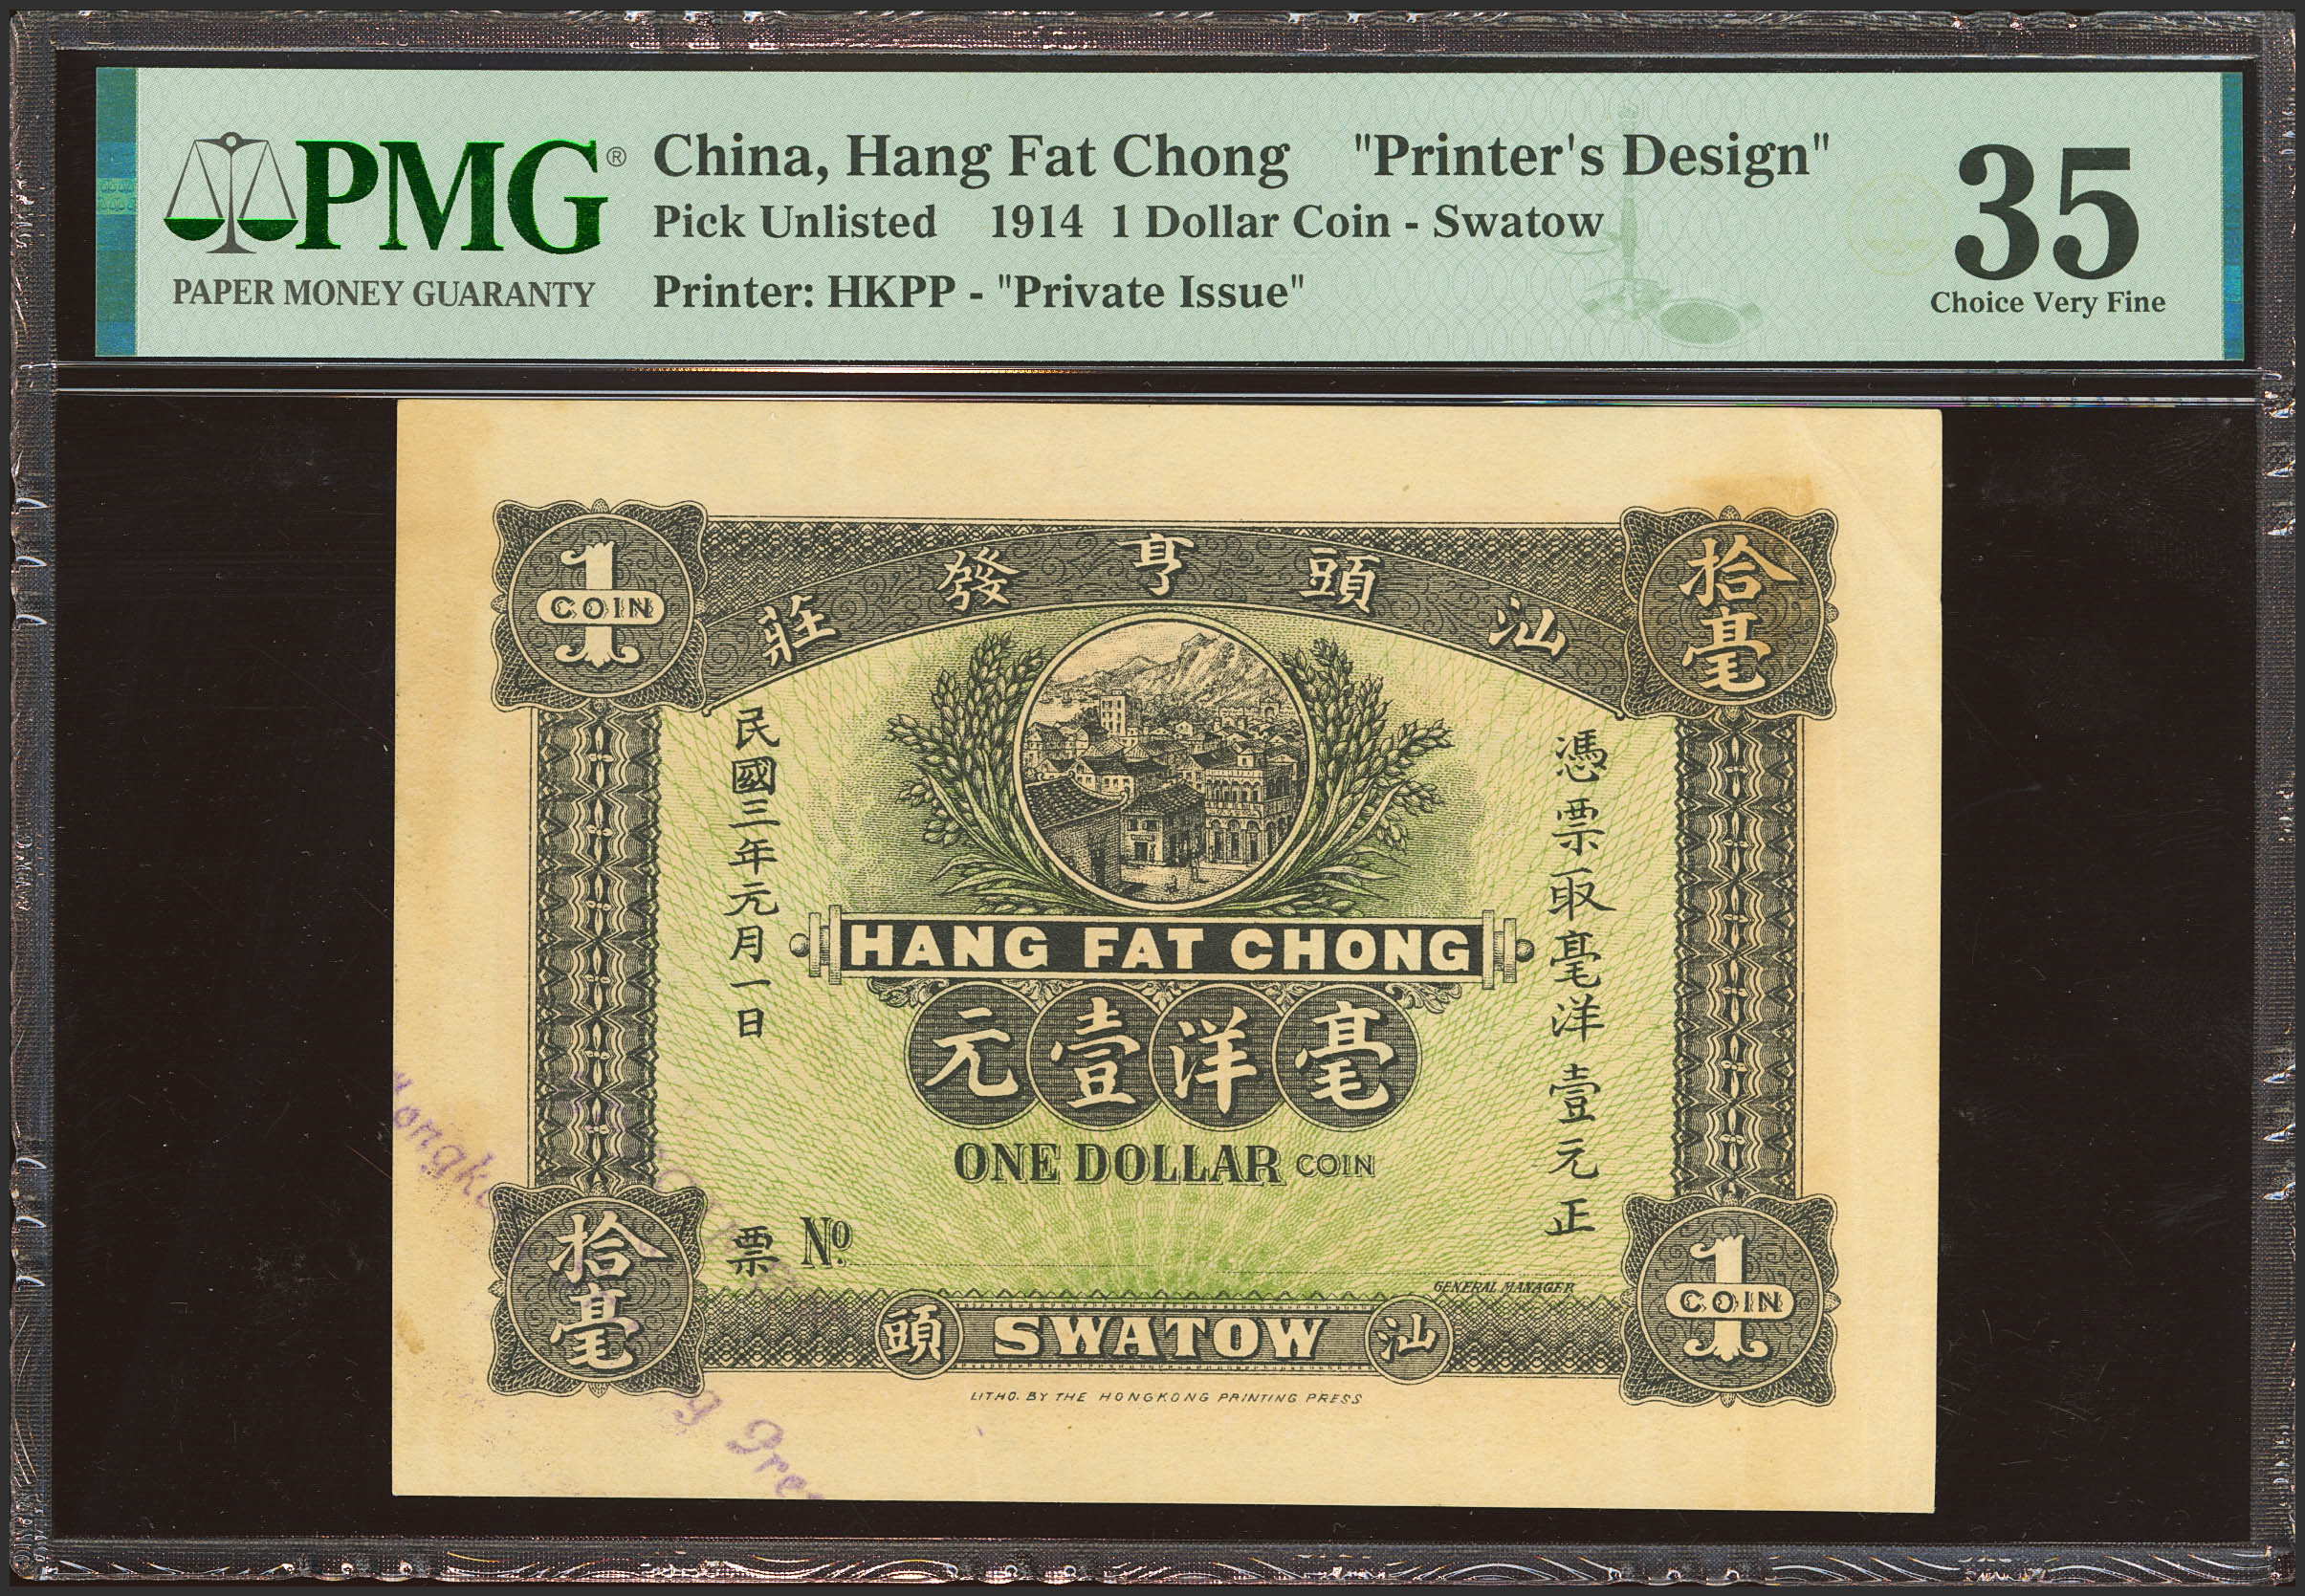 PMG®
PAPER MONEY GUARANTY
China, Hang Fat Chong "Printer's Design"
Pick Unlisted 1914 1 Dollar Coin - Swatow
Printer: HKPP - "Private Issue"
35
Choice Very Fine
1
COIN
拾毫
汕頭亨發莊
憑票取毫洋壹元正
民國三年元月一日
HANG FAT CHONG
毫洋壹元
ONE DOLLAR COIN
票 No
GENERAL MANAGER
拾毫
汕頭
SWATOW
1
COIN
LITHO. BY THE HONGKONG PRINTING PRESS